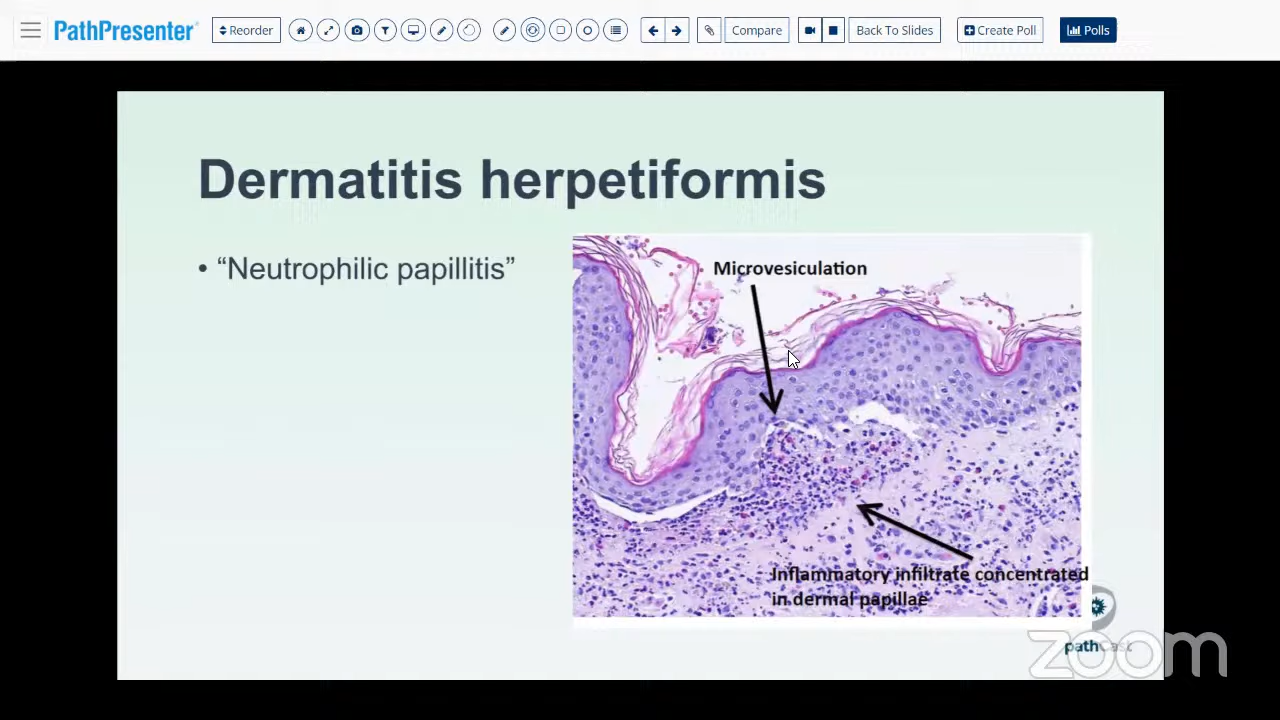 PathPresenter
Reorder
Compare
Back To Slides
Create Poll
Polls
Dermatitis herpetiformis
• “Neutrophilic papillitis”
Microvesiculation
Inflammatory infiltrate concentrated
in dermal papillae
pathCast
zoom